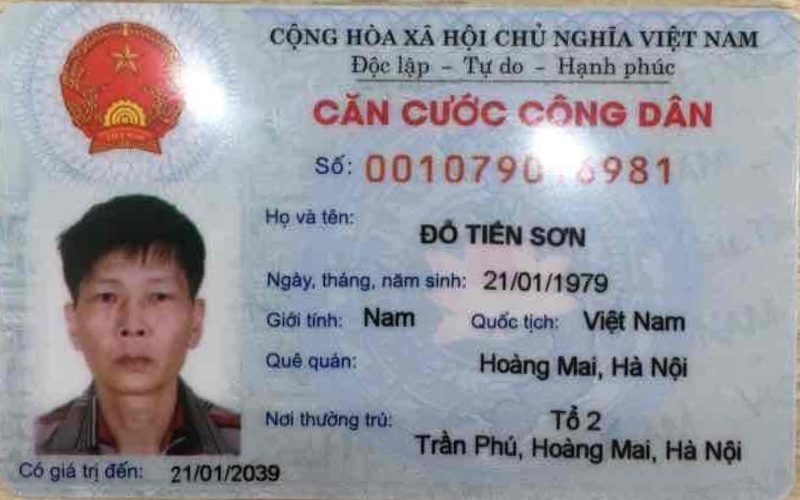 CỘNG HÒA XÃ HỘI CHỦ NGHĨA VIỆT NAM
Độc lập - Tự do - Hạnh phúc
CĂN CƯỚC CÔNG DÂN
Số:
Họ và tên:
ĐỖ TIẾN SƠN
Ngày, tháng, năm sinh: 21/01/1979
Giới tính: Nam Quốc tịch: Việt Nam
Quê quán: Hoàng Mai, Hà Nội
Nơi thường trú: Tổ 2
Trần Phú, Hoàng Mai, Hà Nội
Có giá trị đến: 21/01/2039